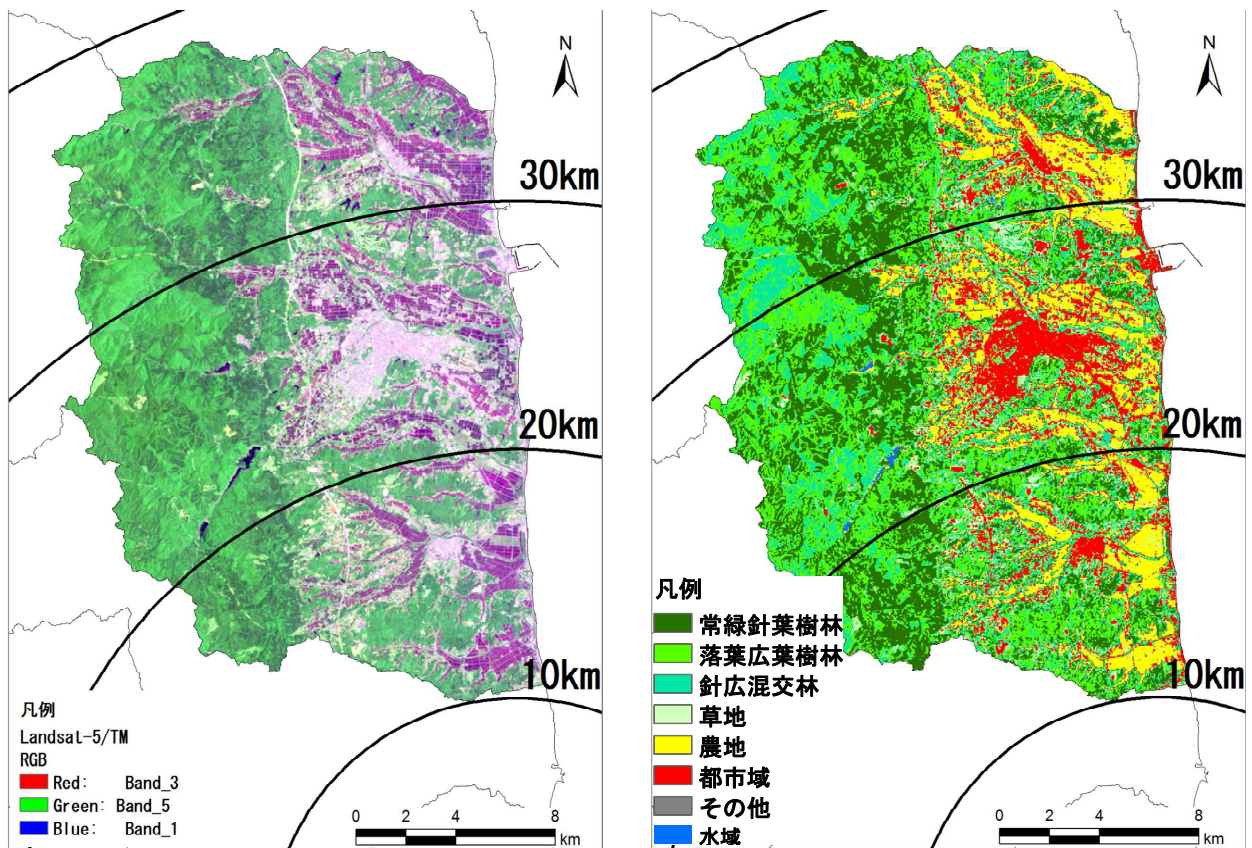 N
30km
20km
10km
凡例
Landsat-5/TM
RGB
Red: Band_3
Green: Band_5
Blue: Band_1
0 2 4 8
km
N
30km
20km
10km
凡例
常緑針葉樹林
落葉広葉樹林
針広混交林
草地
農地
都市域
その他
水域
0 2 4 8
km